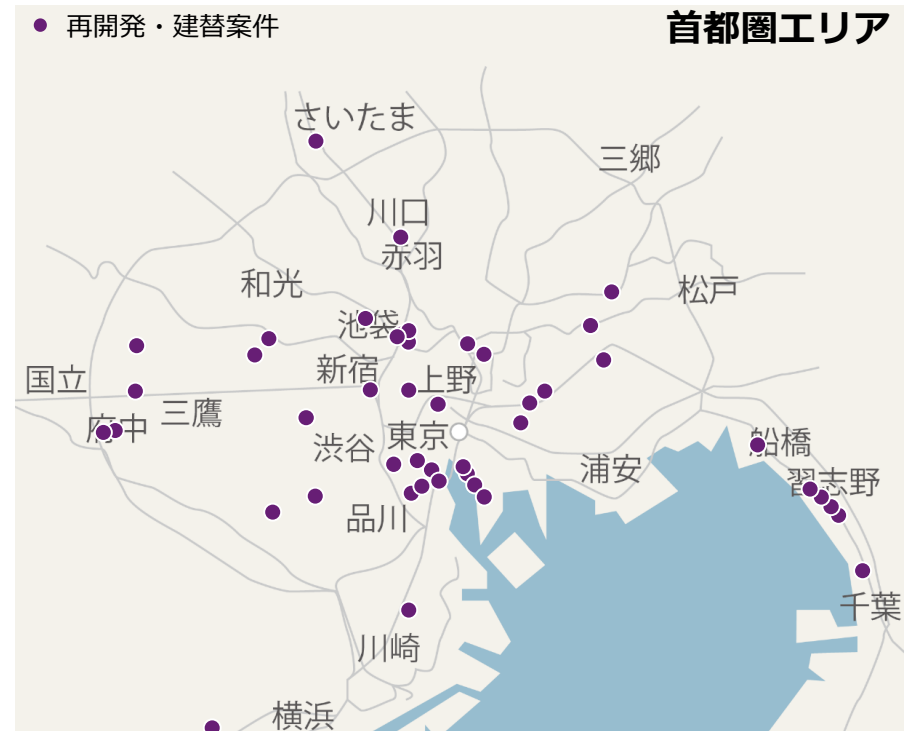 再開発・建替案件
首都圏エリア
さいたま
三郷
川口
赤羽
和光
松戸
池袋
新宿
上野
国立
三鷹
府中
渋谷
東京
船橋
浦安
習志野
品川
千葉
川崎
横浜